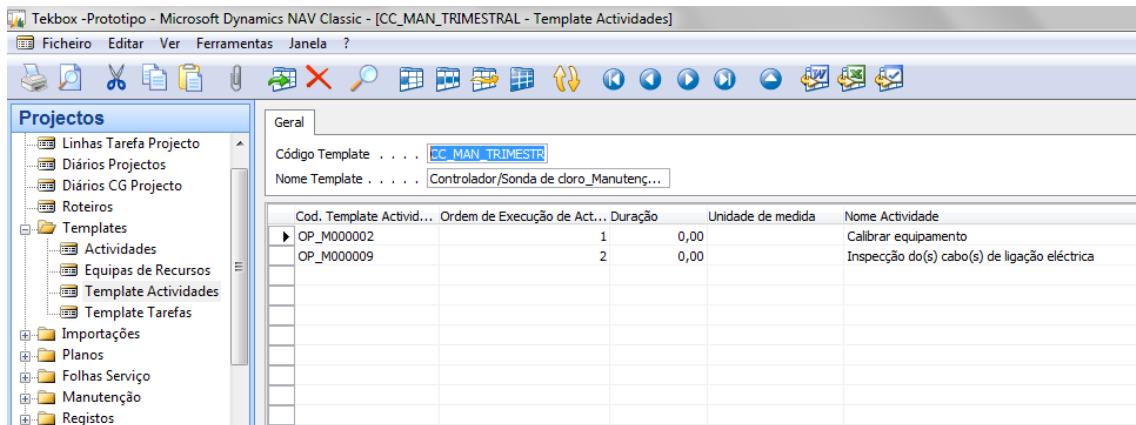 Tekbox -Prototipo - Microsoft Dynamics NAV Classic - [CC_MAN_TRIMESTRAL - Template Actividades]
Ficheiro Editar Ver Ferramentas Janela ?
Projectos
Linhas Tarefa Projecto
Diários Projectos
Diários CG Projecto
Roteiros
Templates
Actividades
Equipas de Recursos
Template Actividades
Template Tarefas
Importações
Planos
Folhas Serviço
Manutenção
Registos
Geral
Código Template . . . . CC_MAN_TRIMESTR
Nome Template . . . . . Controlador/Sonda de cloro_Manutenç...
Cod. Template Activid... Ordem de Execução de Act... Duração Unidade de medida Nome Actividade
OP_M000002 1 0,00 Calibrar equipamento
OP_M000009 2 0,00 Inspecção do(s) cabo(s) de ligação eléctrica